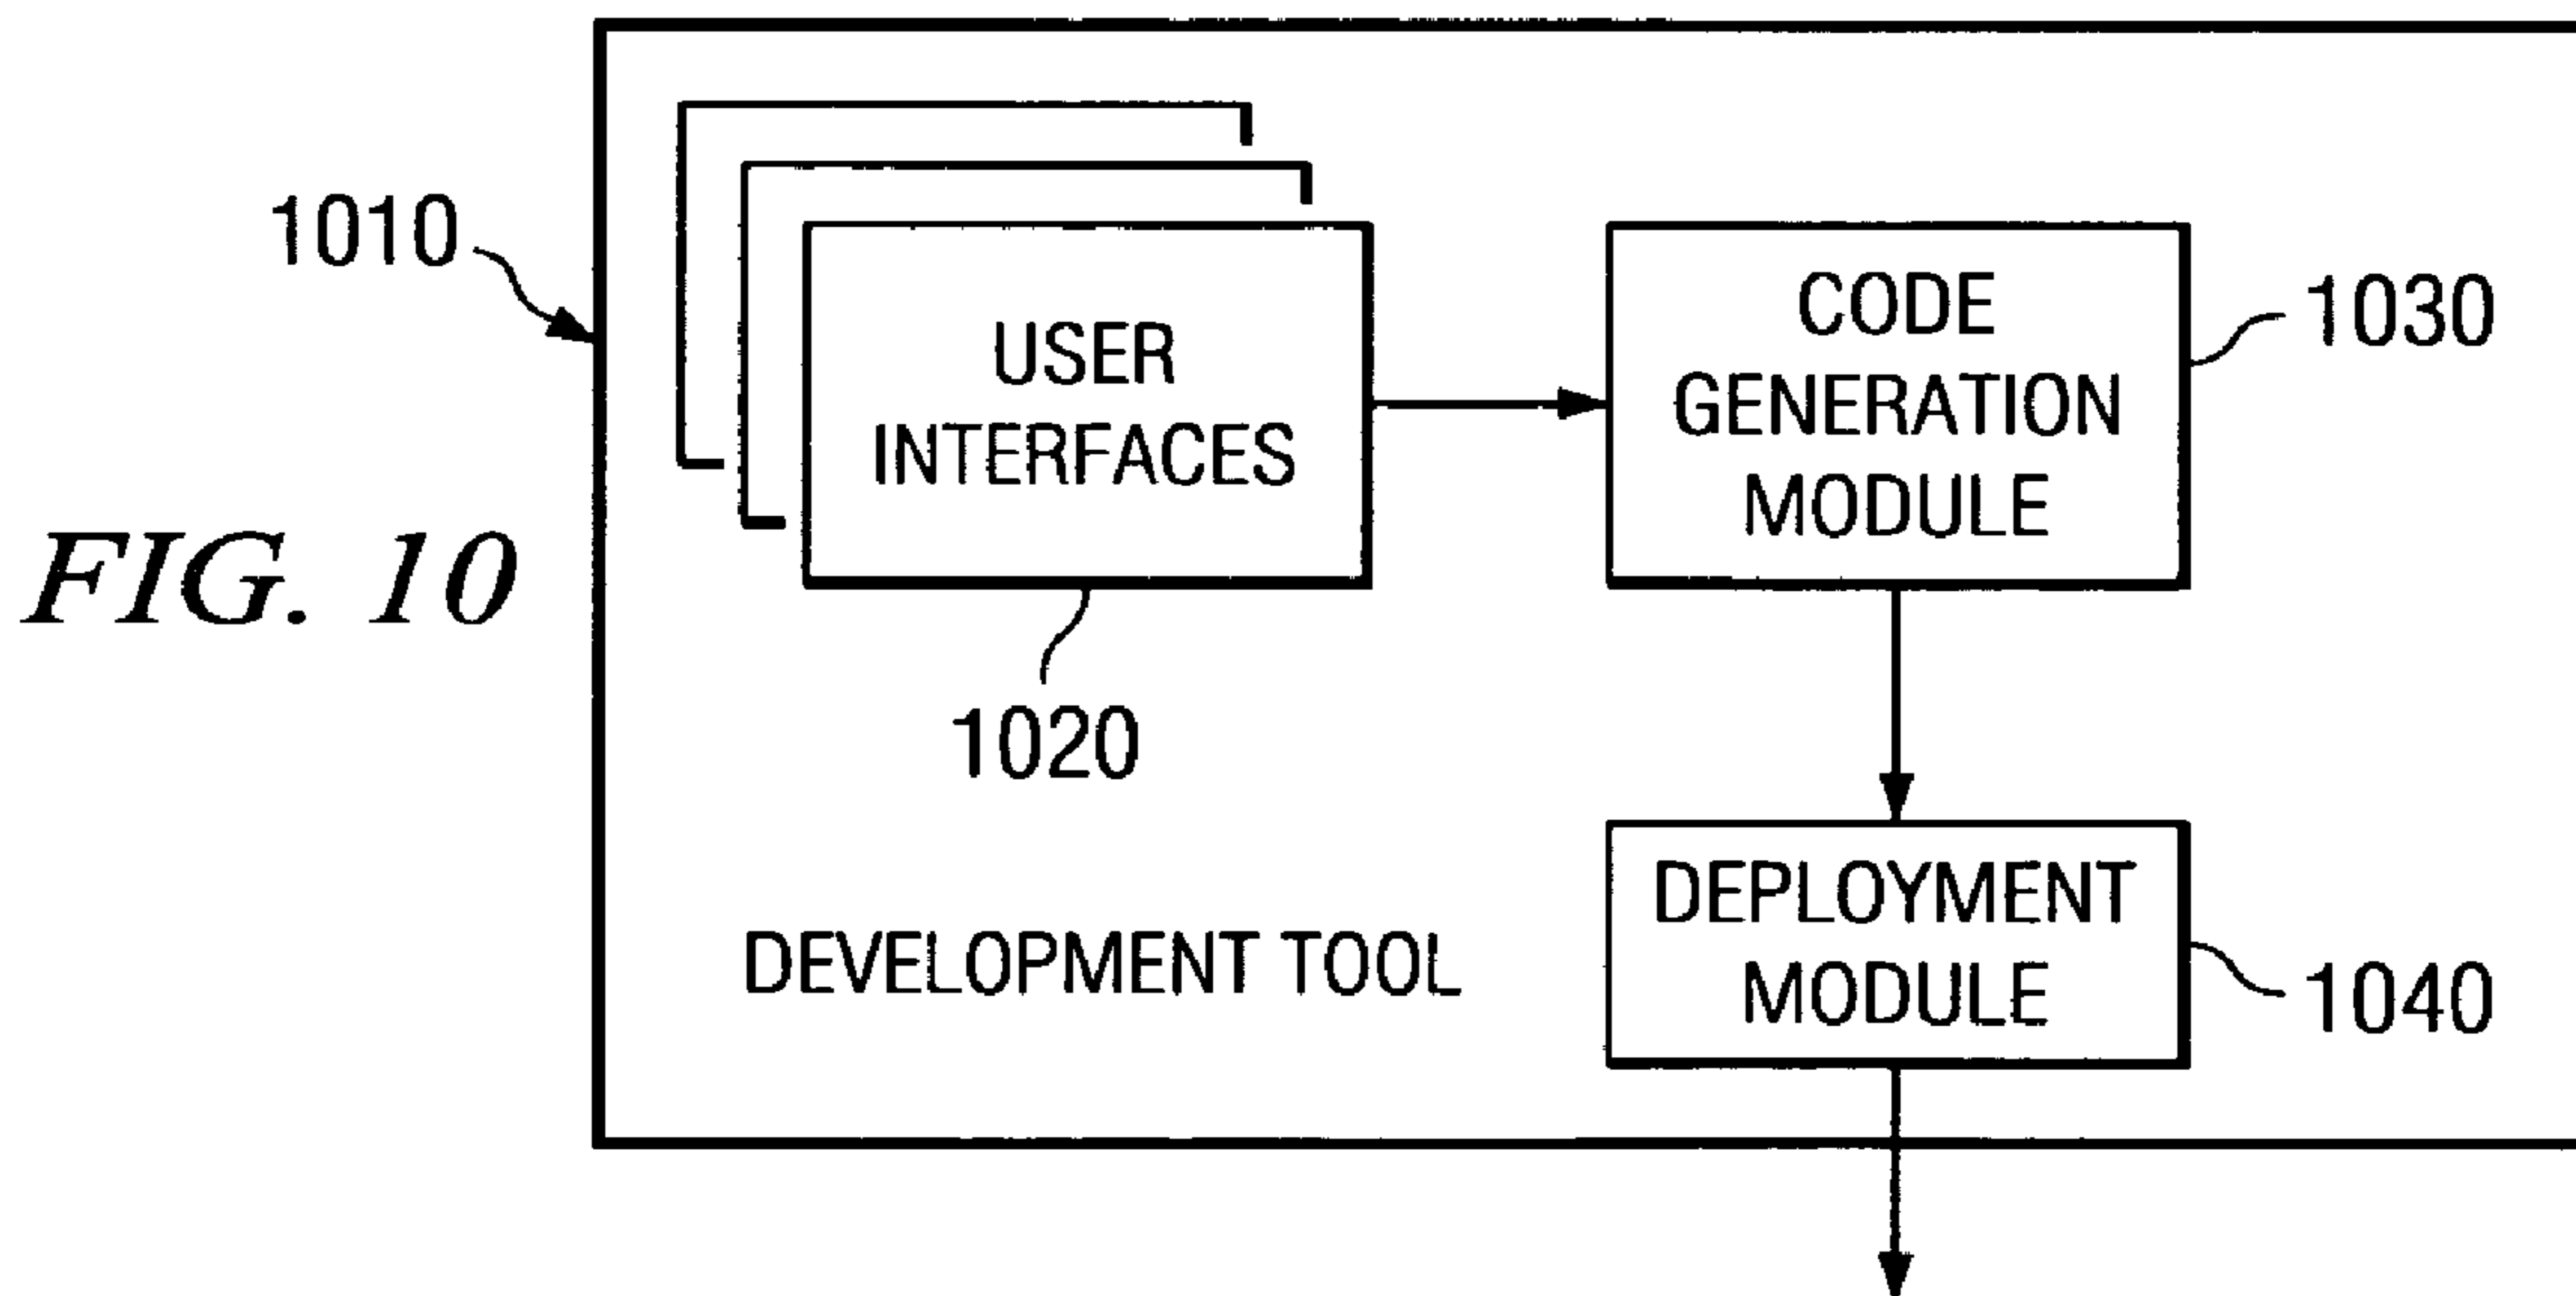 1010
USER
INTERFACES
CODE
GENERATION
MODULE
1030
FIG. 10
1020
DEPLOYMENT
MODULE
DEVELOPMENT TOOL
1040